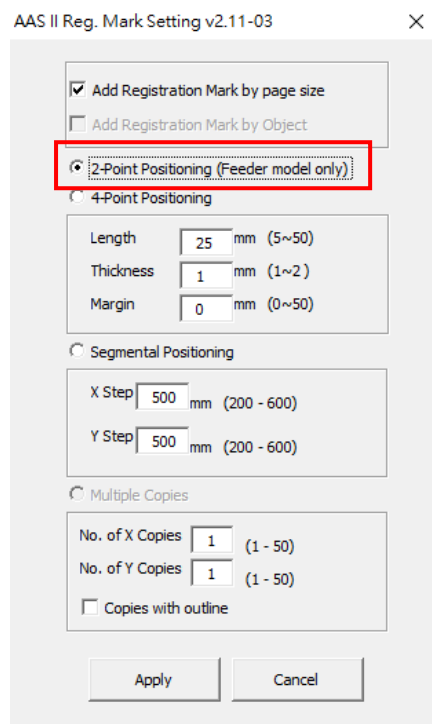 AAS II Reg. Mark Setting v2.11-03
Add Registration Mark by page size
Add Registration Mark by Object
2-Point Positioning (Feeder model only)
4-Point Positioning
Length 25 mm (5~50)
Thickness 1 mm (1~2 )
Margin 0 mm (0~50)
Segmental Positioning
X Step 500 mm (200 - 600)
Y Step 500 mm (200 - 600)
Multiple Copies
No. of X Copies 1 (1 - 50)
No. of Y Copies 1 (1 - 50)
Copies with outline
Apply Cancel